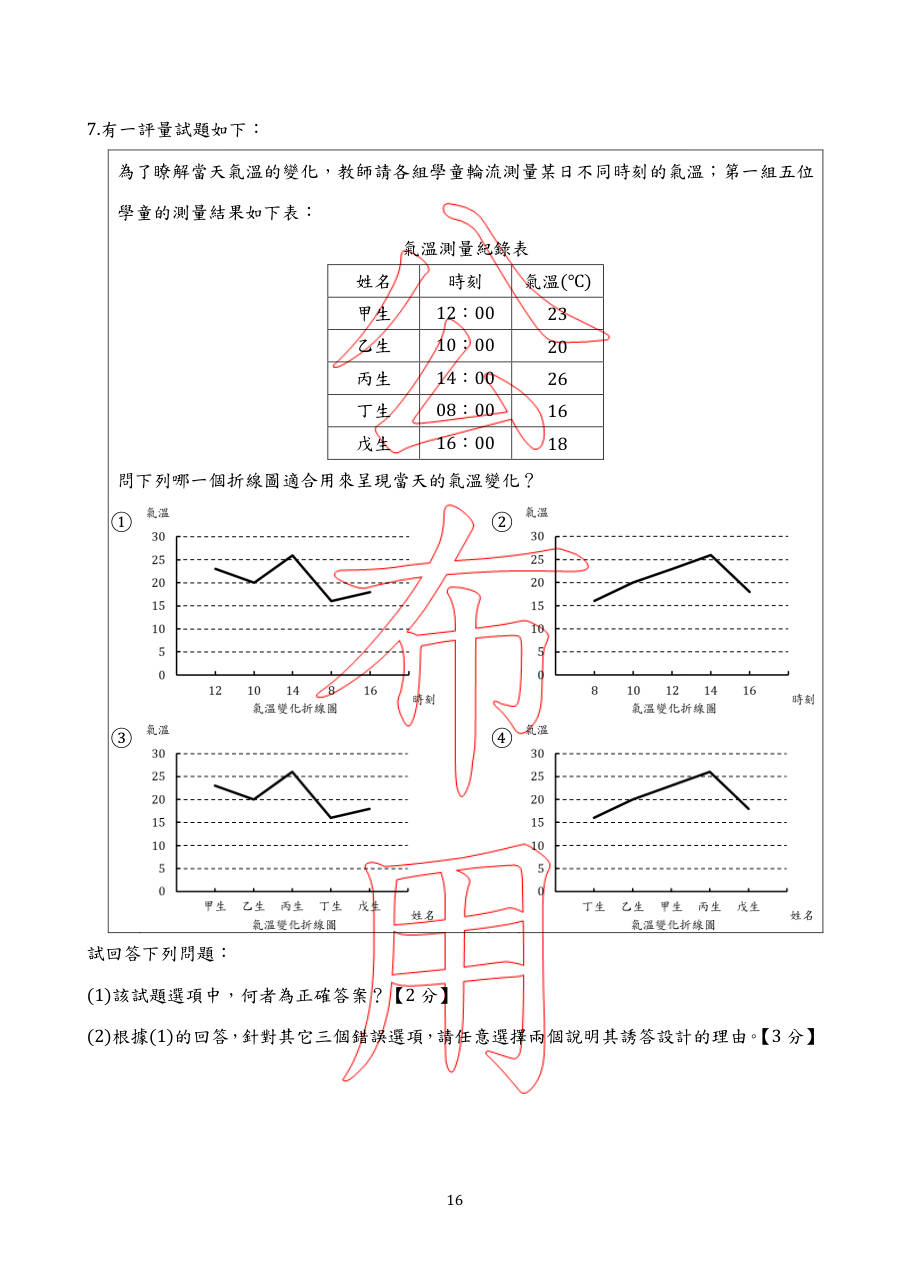 7.有一評量試題如下：
為了瞭解當天氣溫的變化，教師請各組學童輪流測量某日不同時刻的氣溫；第一組五位
學童的測量結果如下表：
氣溫測量紀錄表
姓名 時刻 氣溫(℃)
甲生 12：00 23
乙生 10：00 20
丙生 14：00 26
丁生 08：00 16
戊生 16：00 18
問下列哪一個折線圖適合用來呈現當天的氣溫變化？
①
氣溫
30
25
20
15
10
5
0
12 10 14 8 16
時刻
氣溫變化折線圖
②
氣溫
30
25
20
15
10
5
0
8 10 12 14 16
時刻
氣溫變化折線圖
③
氣溫
30
25
20
15
10
5
0
甲生 乙生 丙生 丁生 戊生
姓名
氣溫變化折線圖
④
氣溫
30
25
20
15
10
5
0
丁生 乙生 甲生 丙生 戊生
姓名
氣溫變化折線圖
試回答下列問題：
(1)該試題選項中，何者為正確答案？【2 分】
(2)根據(1)的回答，針對其它三個錯誤選項，請任意選擇兩個說明其誘答設計的理由。【3 分】
16
公布用